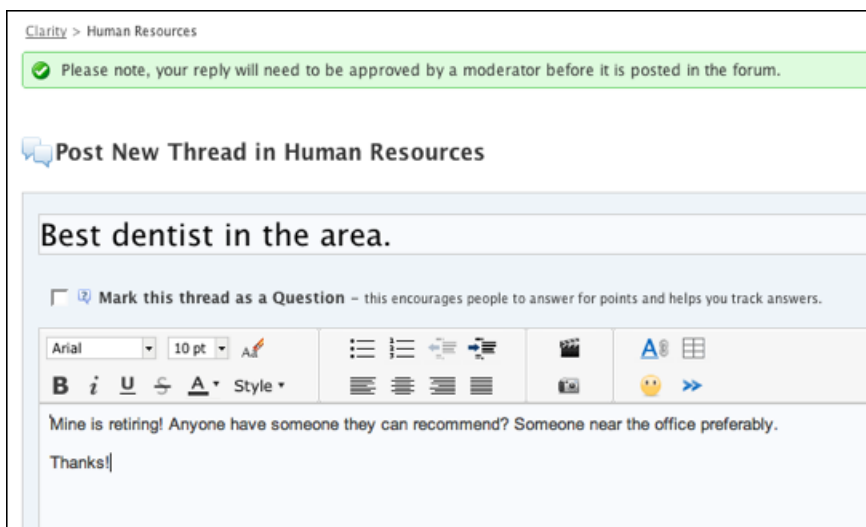 Clarity > Human Resources
Please note, your reply will need to be approved by a moderator before it is posted in the forum.
Post New Thread in Human Resources
Best dentist in the area.
Mark this thread as a Question – this encourages people to answer for points and helps you track answers.
Arial 10 pt
B i U S A Style
Mine is retiring! Anyone have someone they can recommend? Someone near the office preferably.
Thanks!